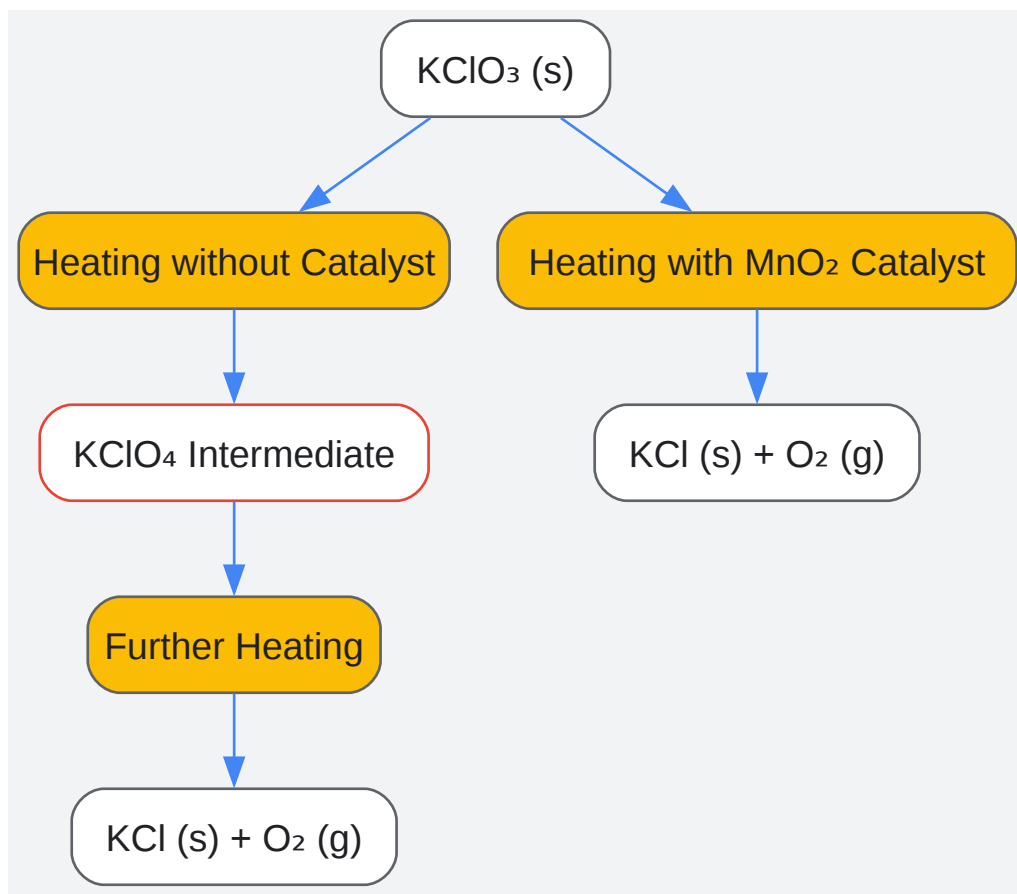 KClO₃ (s)
Heating without Catalyst
Heating with MnO₂ Catalyst
KClO₄ Intermediate
KCl (s) + O₂ (g)
Further Heating
KCl (s) + O₂ (g)